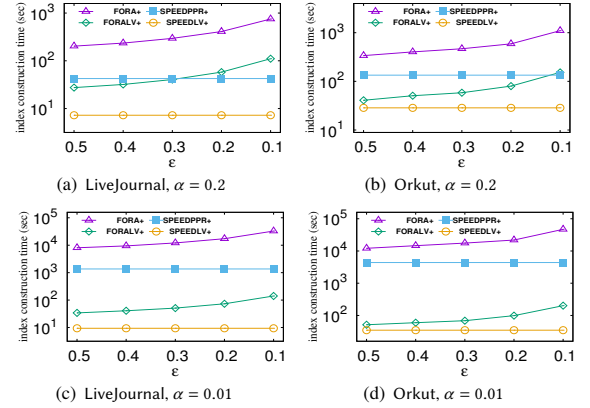 index construction time (sec)
10^3
10^2
10^1
FORA+
SPEEDPPR+
FORALV+
SPEEDLV+
0.5 0.4 0.3 0.2 0.1
ε
(a) LiveJournal, α = 0.2
index construction time (sec)
10^3
10^2
10^1
FORA+
SPEEDPPR+
FORALV+
SPEEDLV+
0.5 0.4 0.3 0.2 0.1
ε
(b) Orkut, α = 0.2
index construction time (sec)
10^5
10^4
10^3
10^2
10^1
FORA+
SPEEDPPR+
FORALV+
SPEEDLV+
0.5 0.4 0.3 0.2 0.1
ε
(c) LiveJournal, α = 0.01
index construction time (sec)
10^5
10^4
10^3
10^2
FORA+
SPEEDPPR+
FORALV+
SPEEDLV+
0.5 0.4 0.3 0.2 0.1
ε
(d) Orkut, α = 0.01